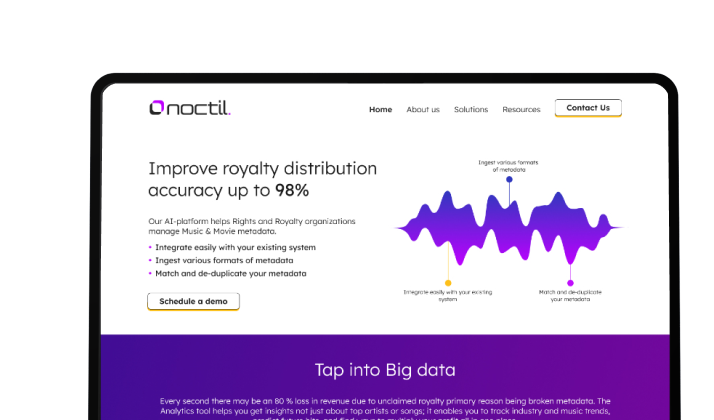 noctil.
Home About us Solutions Resources Contact Us
Improve royalty distribution
accuracy up to 98%
Our AI-platform helps Rights and Royalty organizations
manage Music & Movie metadata.
• Integrate easily with your existing system
• Ingest various formats of metadata
• Match and de-duplicate your metadata
Schedule a demo
Ingest various formats
of metadata
Integrate easily with your existing
system
Match and de-duplicate
your metadata
Tap into Big data
Every second there may be an 80 % loss in revenue due to unclaimed royalty primary reason being broken metadata. The
Analytics tool helps you get insights not just about top artists or songs; it enables you to track industry and music trends,